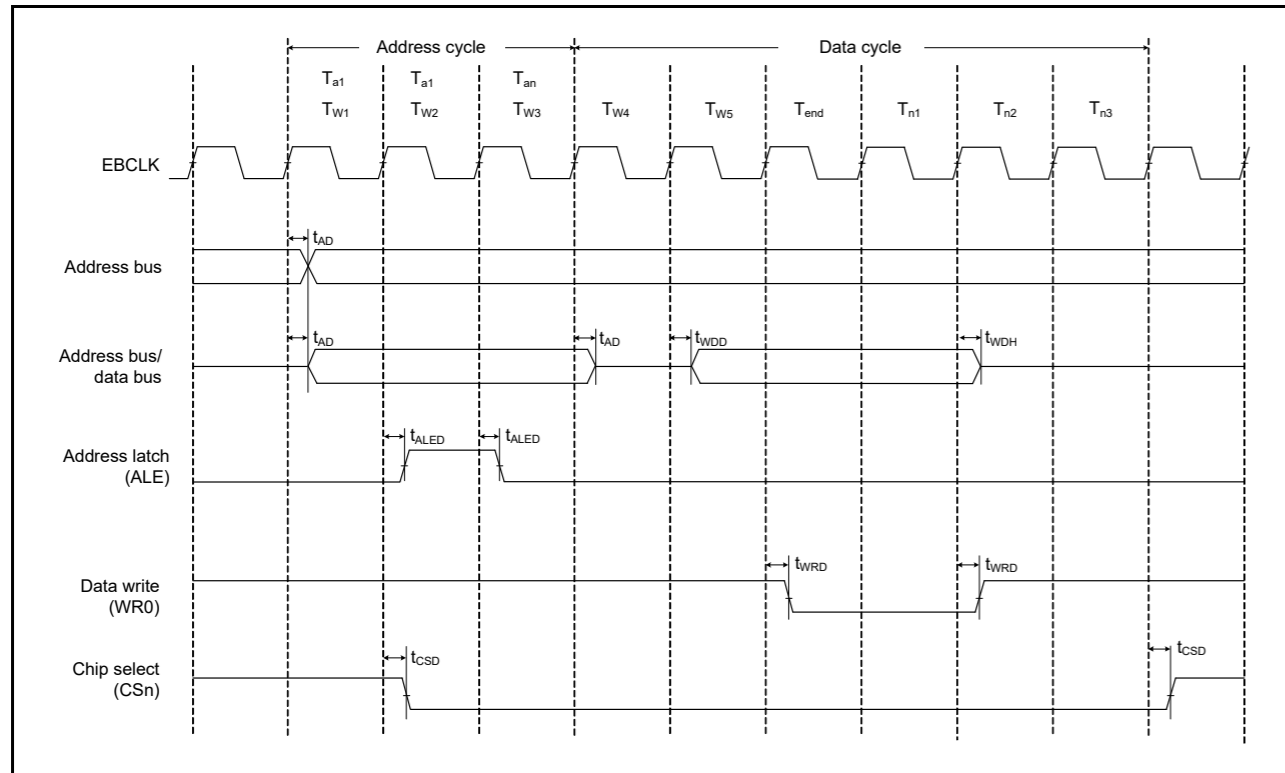 Address cycle Data cycle
Ta1 Ta1 Tan
TW1 TW2 TW3 TW4 TW5 Tend Tn1 Tn2 Tn3
EBCLK
tAD
Address bus
tAD tAD tWDD tWDH
Address bus/
data bus
tALED tALED
Address latch
(ALE)
tWRD tWRD
Data write
(WR0)
tCSD tCSD
Chip select
(CSn)